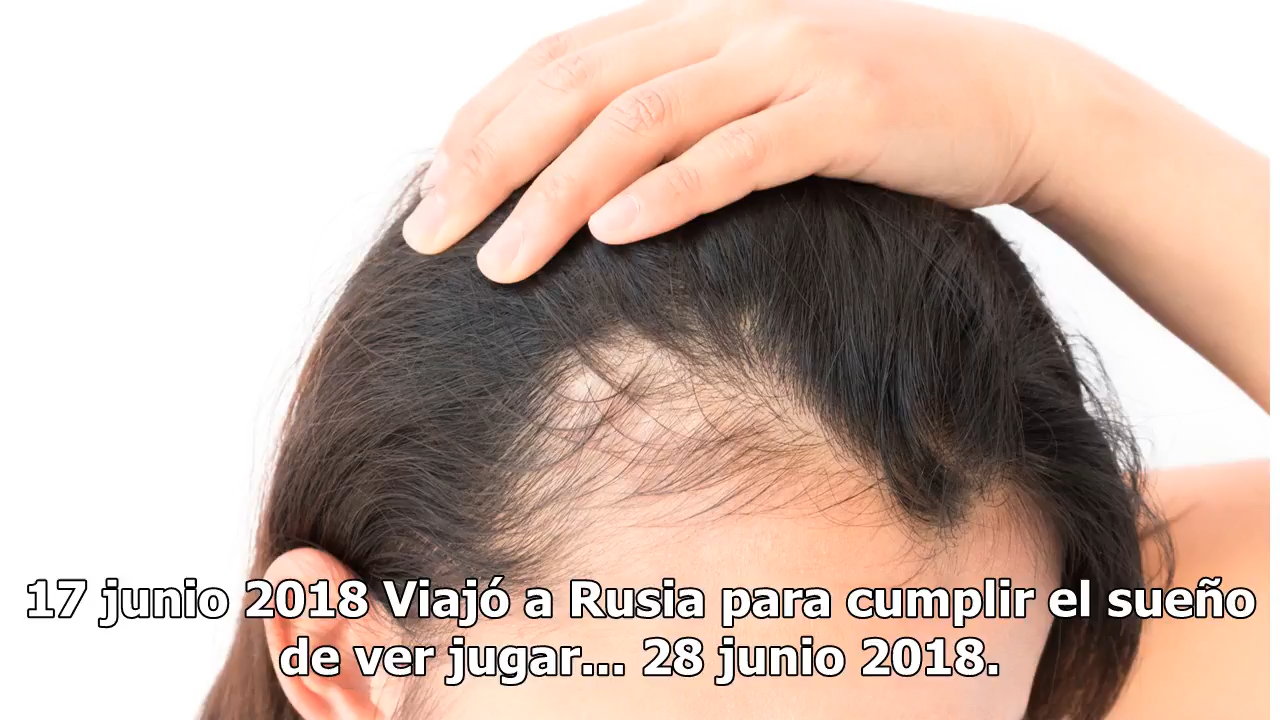 17 junio 2018 Viajó a Rusia para cumplir el sueño
de ver jugar... 28 junio 2018.